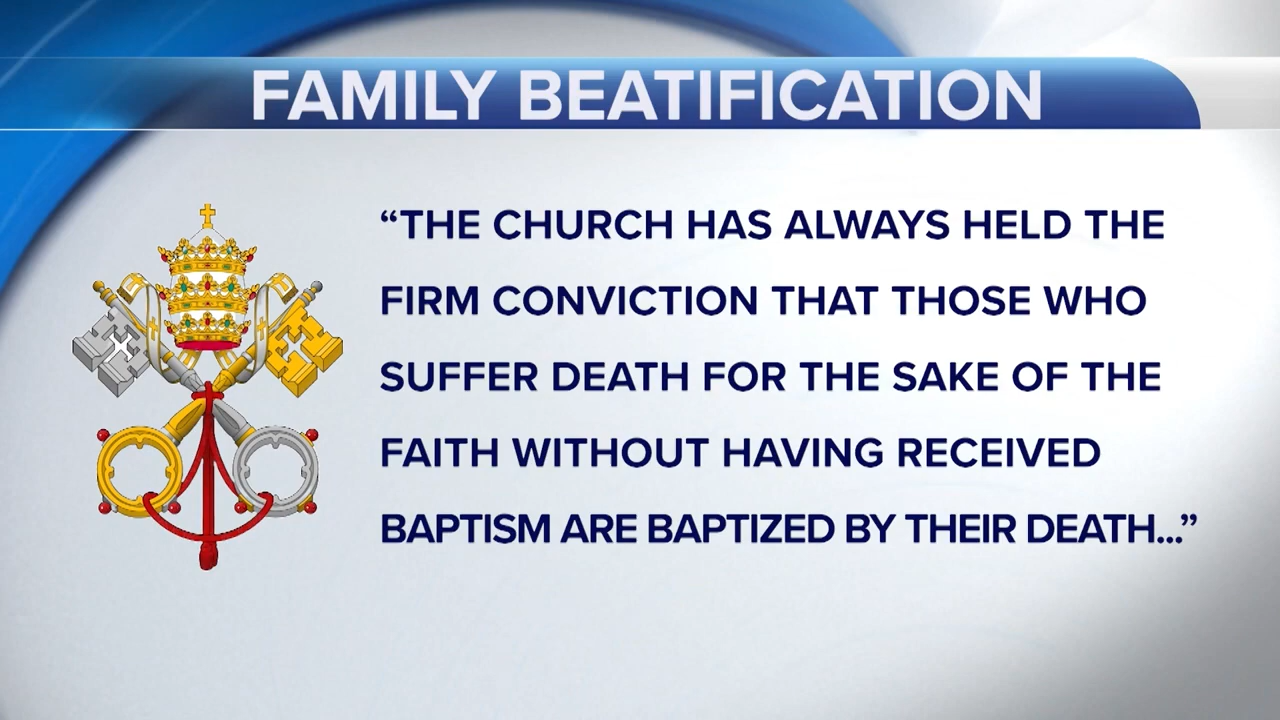 FAMILY BEATIFICATION
“THE CHURCH HAS ALWAYS HELD THE
FIRM CONVICTION THAT THOSE WHO
SUFFER DEATH FOR THE SAKE OF THE
FAITH WITHOUT HAVING RECEIVED
BAPTISM ARE BAPTIZED BY THEIR DEATH...”